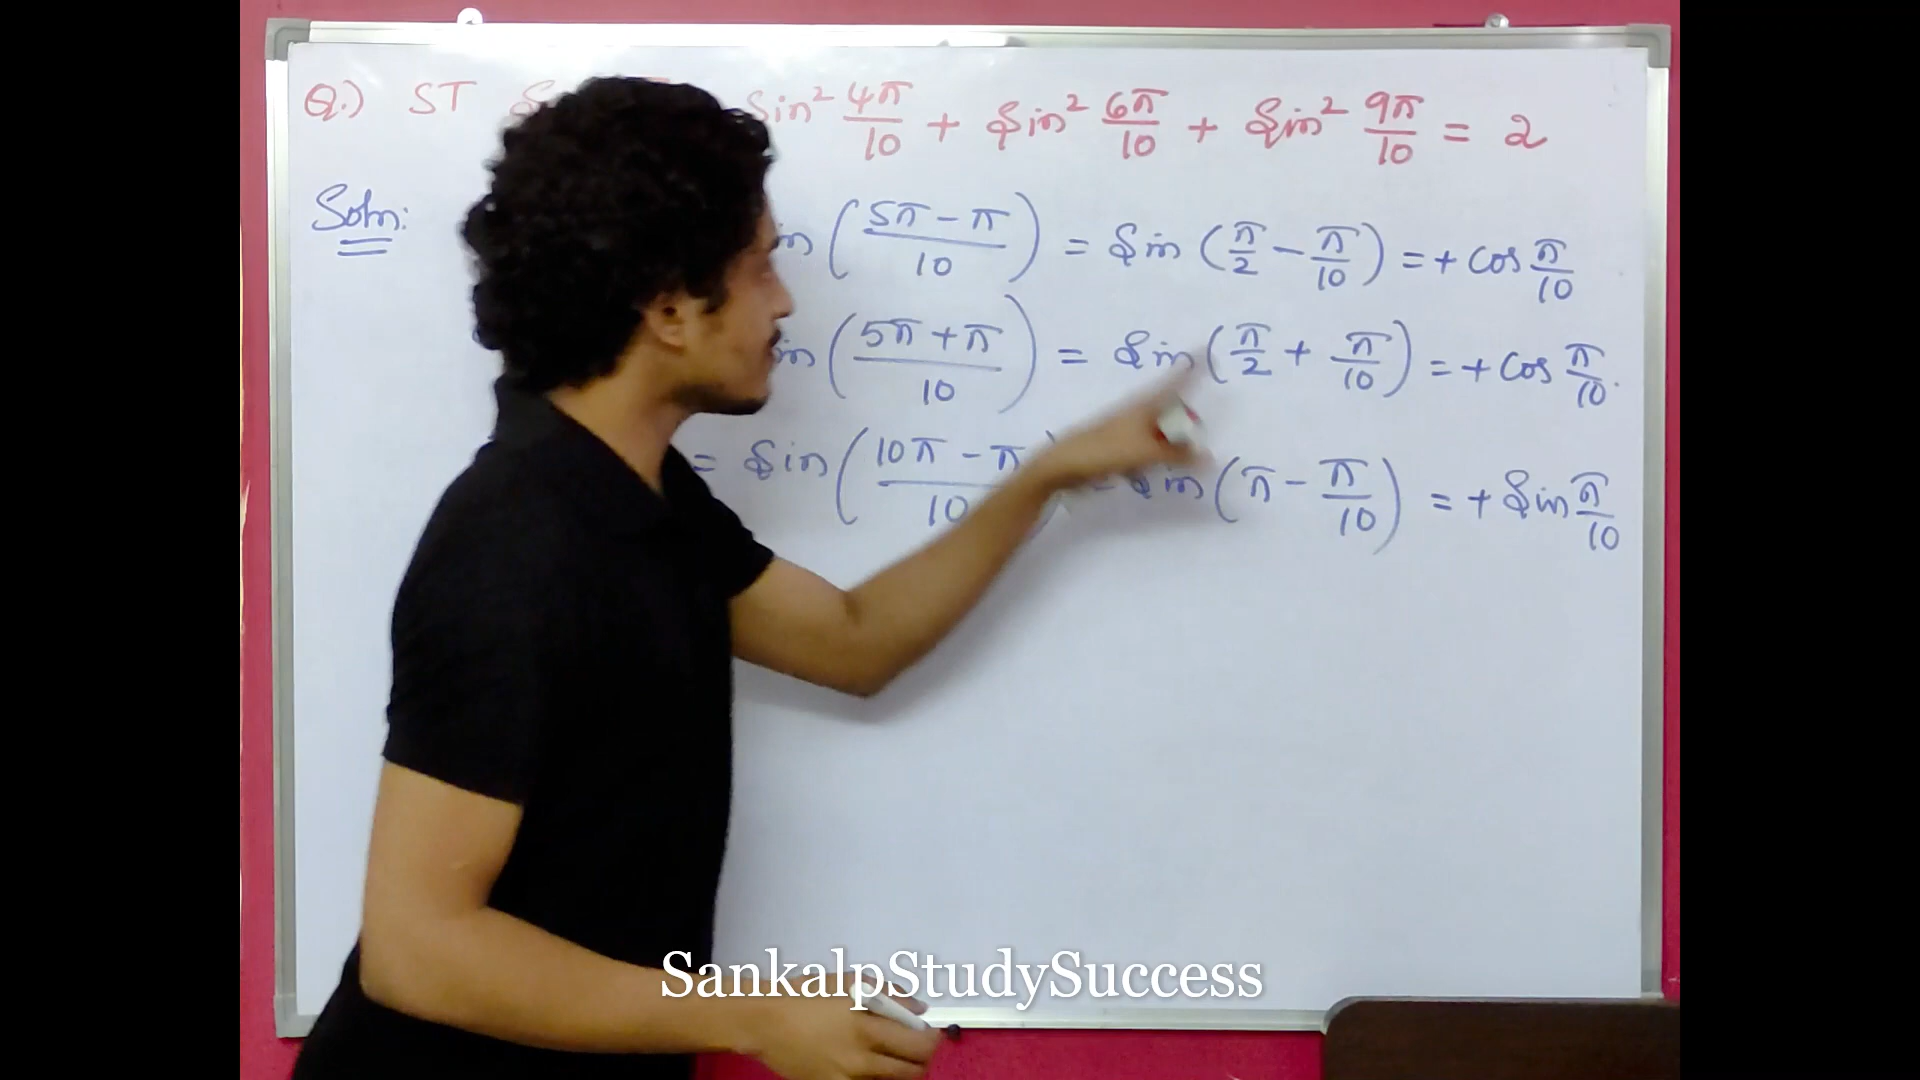 Q.) ST sin² 4π/10 + sin² 6π/10 + sin² 9π/10 = 2
Soln: (5π - π / 10) = sin (π/2 - π/10) = + cos π/10
(5π + π / 10) = sin (π/2 + π/10) = + cos π/10.
= sin (10π - π / 10) = sin (π - π/10) = + sin π/10
SankalpStudySuccess